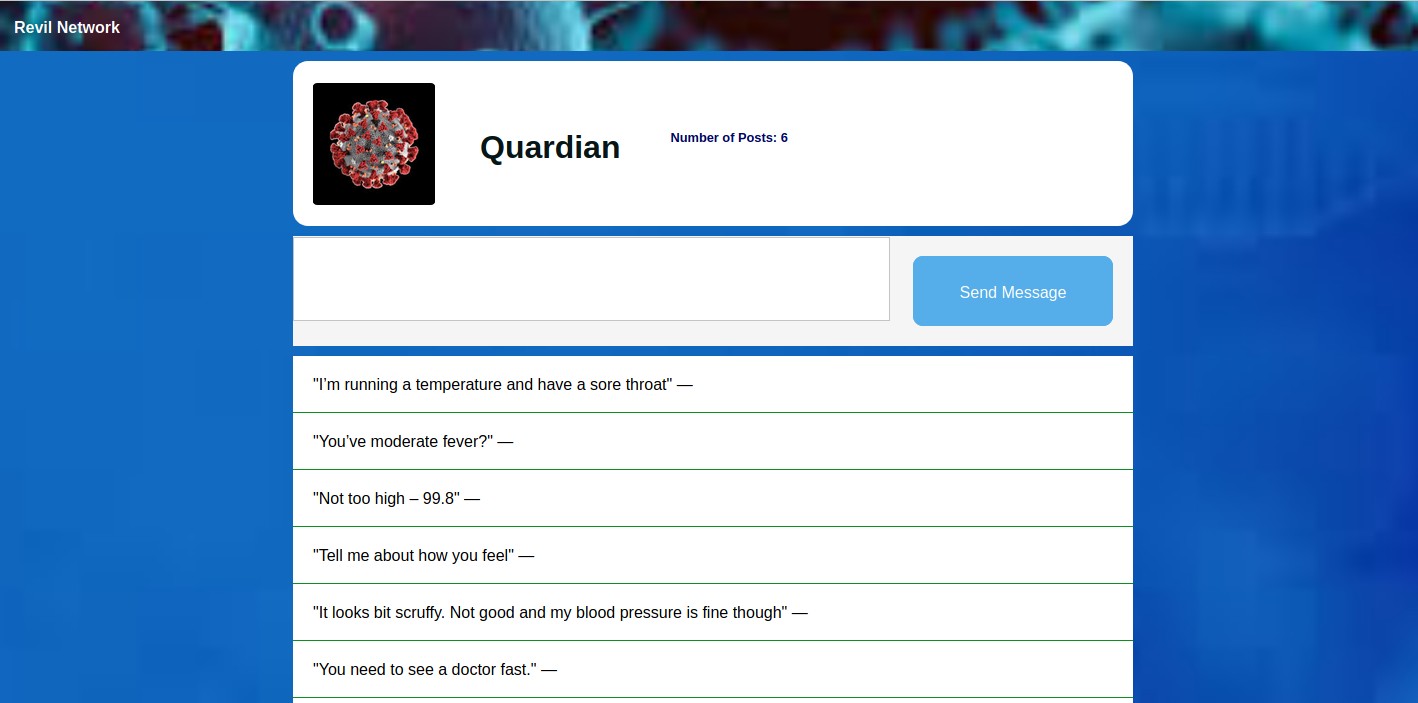 Revil Network
Quardian
Number of Posts: 6
Send Message
"I’m running a temperature and have a sore throat" —
"You’ve moderate fever?" —
"Not too high – 99.8" —
"Tell me about how you feel" —
"It looks bit scruffy. Not good and my blood pressure is fine though" —
"You need to see a doctor fast." —